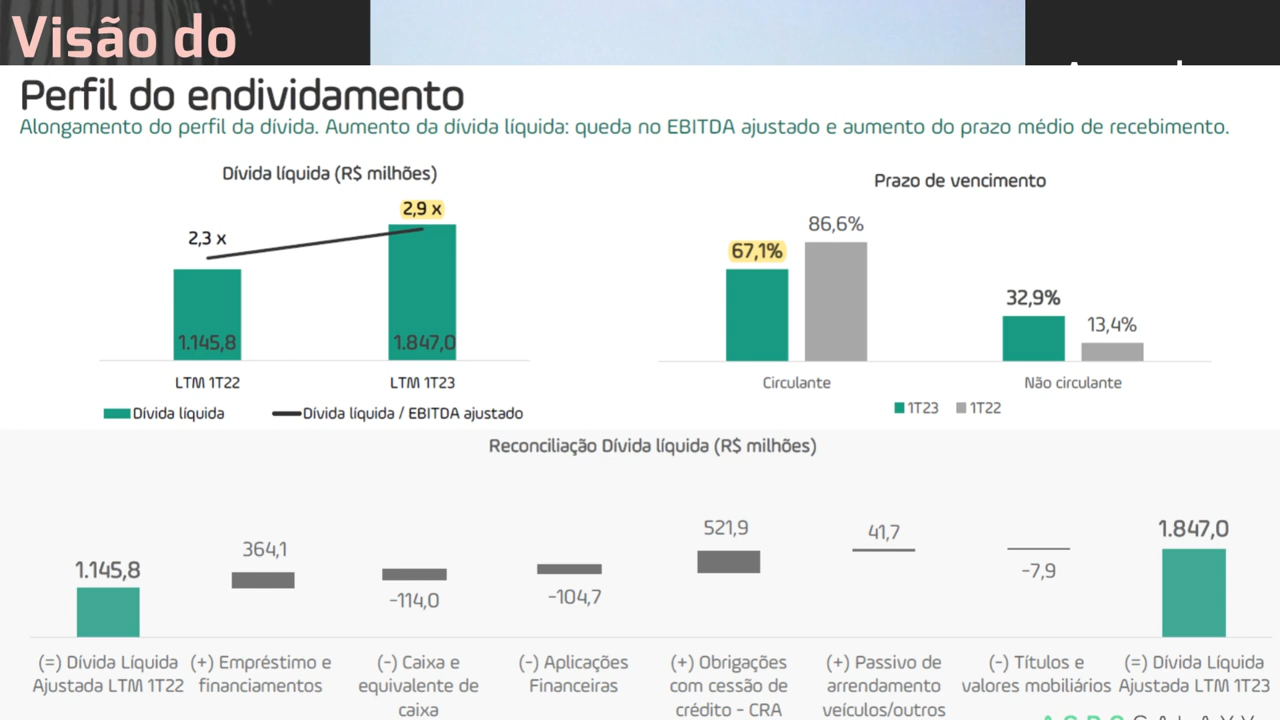 Visão do
Perfil do endividamento
Alongamento do perfil da dívida. Aumento da dívida líquida: queda no EBITDA ajustado e aumento do prazo médio de recebimento.
Dívida líquida (R$ milhões)
2,3 x
2,9 x
1.145,8
1.847,0
LTM 1T22
LTM 1T23
Dívida líquida
Dívida líquida / EBITDA ajustado
Prazo de vencimento
67,1%
86,6%
32,9%
13,4%
Circulante
Não circulante
1T23
1T22
Reconciliação Dívida líquida (R$ milhões)
1.145,8
364,1
-114,0
-104,7
521,9
41,7
-7,9
1.847,0
(=) Dívida Líquida
Ajustada LTM 1T22
(+) Empréstimo e
financiamentos
(-) Caixa e
equivalente de
caixa
(-) Aplicações
Financeiras
(+) Obrigações
com cessão de
crédito - CRA
(+) Passivo de
arrendamento
veículos/outros
(-) Títulos e
valores mobiliários
(=) Dívida Líquida
Ajustada LTM 1T23